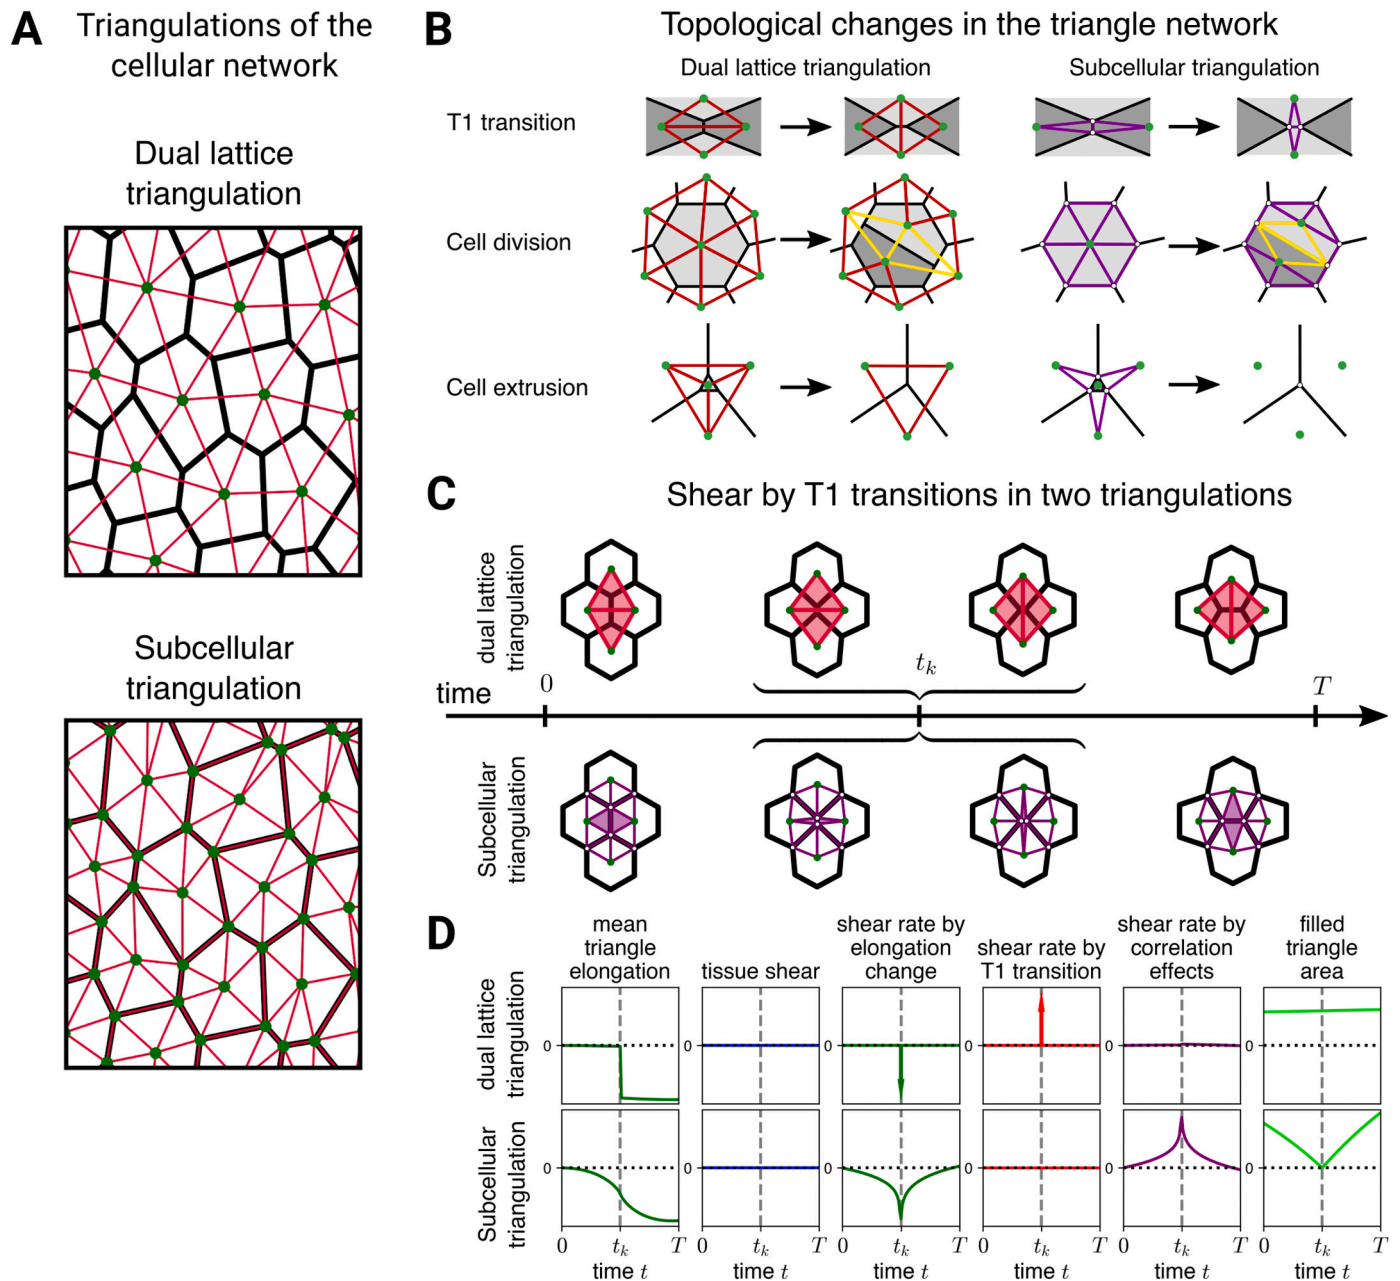 A
Triangulations of the
cellular network
Dual lattice
triangulation
Subcellular
triangulation
B
Topological changes in the triangle network
Dual lattice triangulation
Subcellular triangulation
T1 transition
Cell division
Cell extrusion
C
Shear by T1 transitions in two triangulations
dual lattice
triangulation
time
0
t_k
T
Subcellular
triangulation
D
mean
triangle
elongation
tissue shear
shear rate by
elongation
change
shear rate by
T1 transition
shear rate by
correlation
effects
filled
triangle
area
dual lattice
triangulation
0
0
0
0
0
0
Subcellular
triangulation
0
0
0
0
0
0
0 t_k T
0 t_k T
0 t_k T
0 t_k T
0 t_k T
0 t_k T
time t
time t
time t
time t
time t
time t